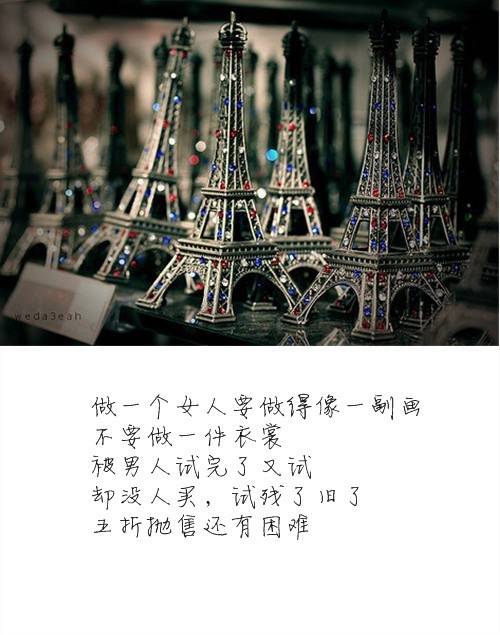 weda3eah
做一个女人要做得像一副画
不要做一件衣裳
被男人试完了又试
却没人买，试残了旧了
五折抛售还有困难